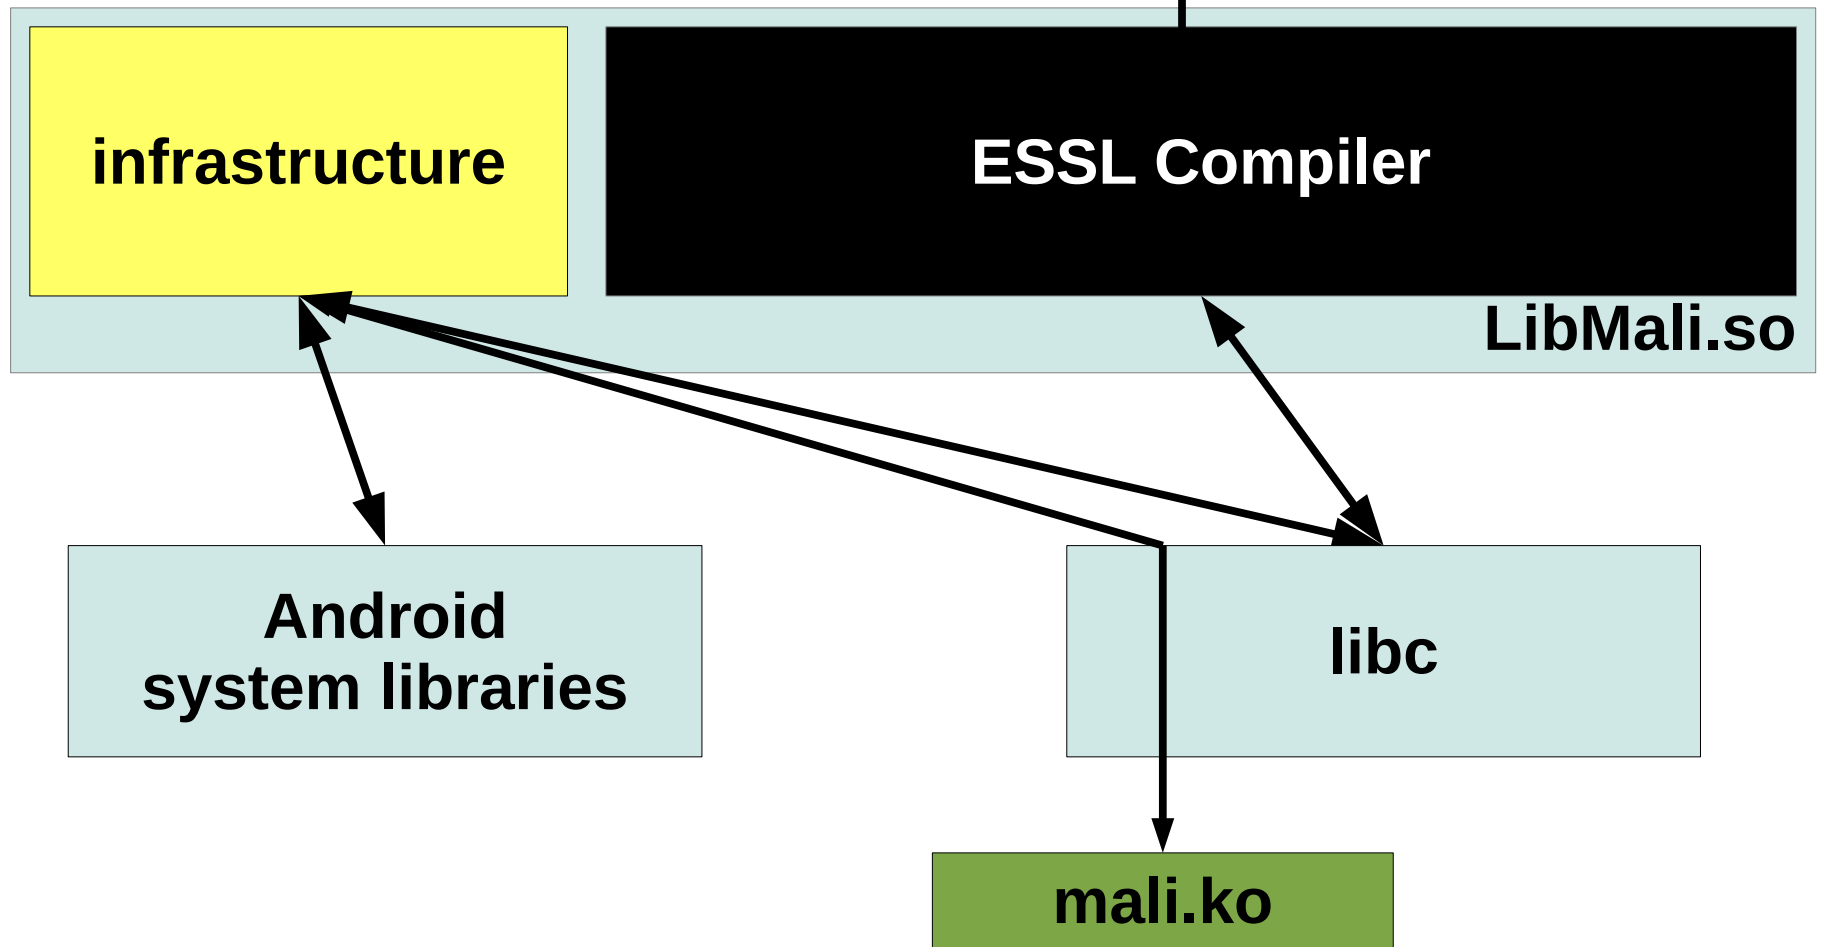 infrastructure
ESSL Compiler
LibMali.so
Android
system libraries
libc
mali.ko